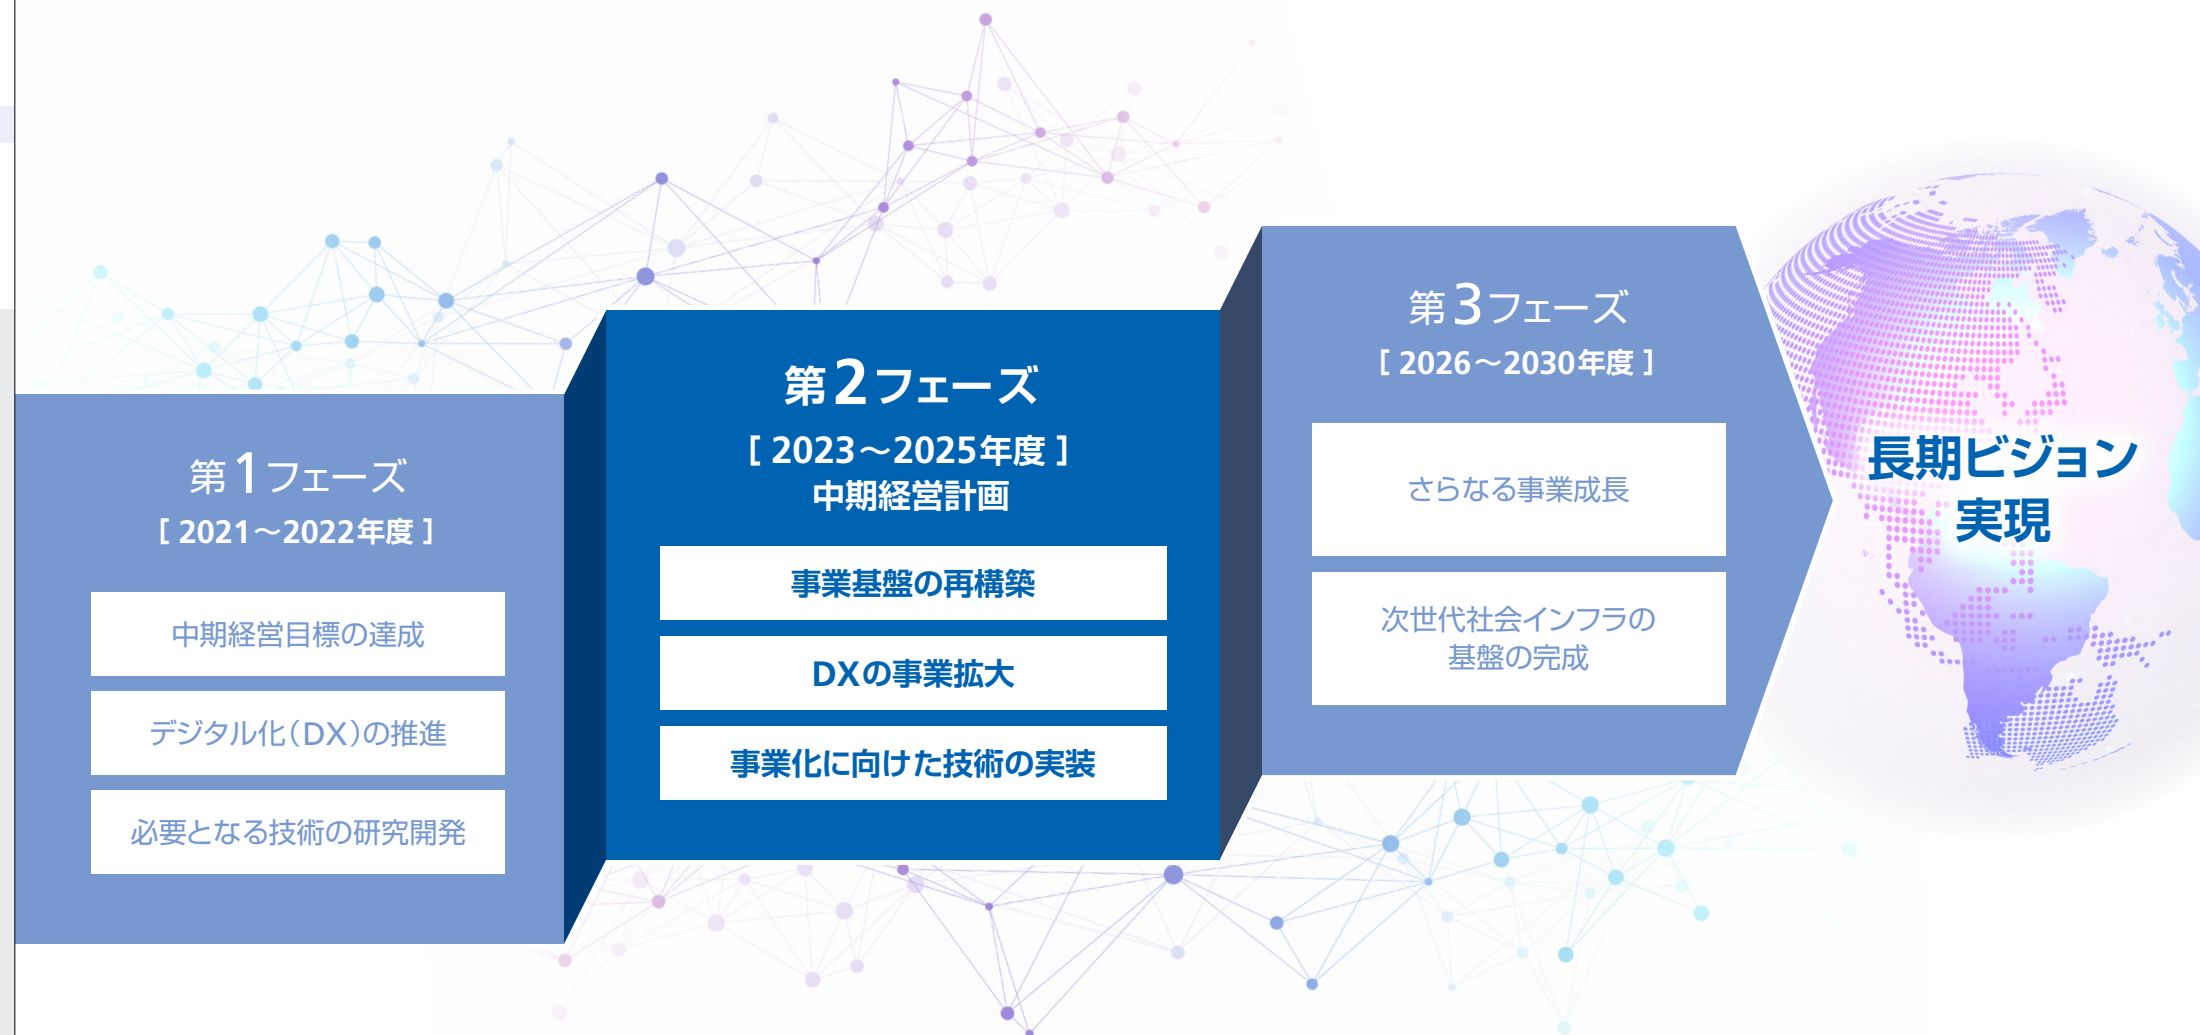 第1フェーズ
[ 2021～2022年度 ]
中期経営目標の達成
デジタル化（DX）の推進
必要となる技術の研究開発
第2フェーズ
[ 2023～2025年度 ]
中期経営計画
事業基盤の再構築
DXの事業拡大
事業化に向けた技術の実装
第3フェーズ
[ 2026～2030年度 ]
さらなる事業成長
次世代社会インフラの
基盤の完成
長期ビジョン
実現